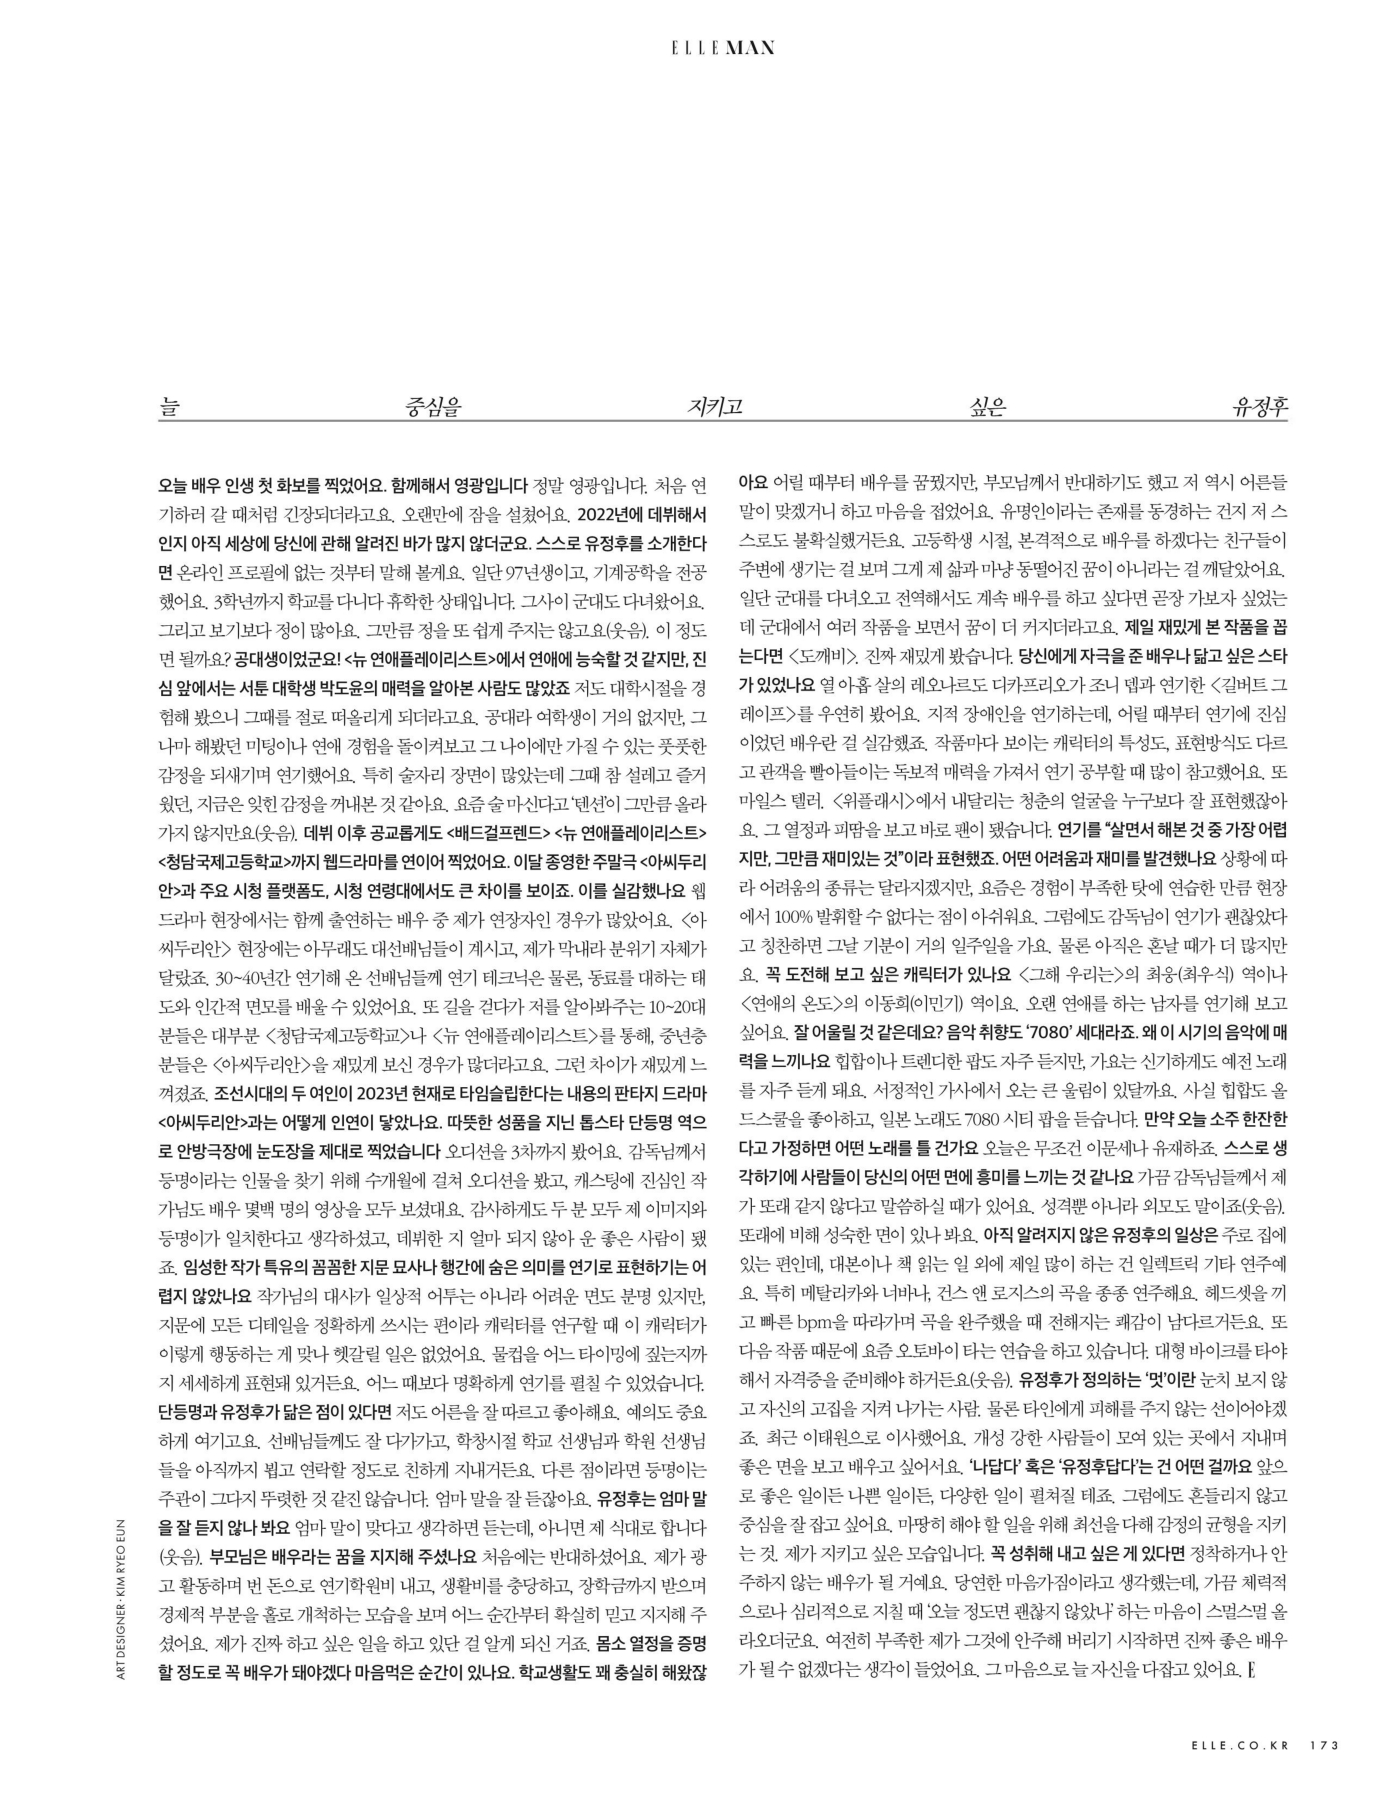 ELLE MAN
늘 중심을 지키고 싶은 유정후
오늘 배우 인생 첫 화보를 찍었어요. 함께해서 영광입니다 정말 영광입니다. 처음 연
기하러 갈 때처럼 긴장되더라고요. 오랜만에 잠을 설쳤어요. 2022년에 데뷔해서
인지 아직 세상에 당신에 관해 알려진 바가 많지 않더군요. 스스로 유정후를 소개한다
면 온라인 프로필에 없는 것부터 말해 볼게요. 일단 97년생이고, 기계공학을 전공
했어요. 3학년까지 학교를 다니다 휴학한 상태입니다. 그사이 군대도 다녀왔어요.
그리고 보기보다 정이 많아요. 그만큼 정을 또 쉽게 주지는 않고요(웃음). 이 정도
면 될까요? 공대생이었군요! <뉴 연애플레이리스트>에서 연애에 능숙할 것 같지만, 진
심 앞에서는 서툰 대학생 박도윤의 매력을 알아본 사람도 많았죠 저도 대학시절을 경
험해 봤으니 그때를 절로 떠올리게 되더라고요. 공대라 여학생이 거의 없지만, 그
나마 해봤던 미팅이나 연애 경험을 돌이켜보고 그 나이에만 가질 수 있는 풋풋한
감정을 되새기며 연기했어요. 특히 술자리 장면이 많았는데 그때 참 설레고 즐거
웠던, 지금은 잊힌 감정을 꺼내본 것 같아요. 요즘 술 마신다고 ‘텐션’이 그만큼 올라
가지 않지만요(웃음). 데뷔 이후 공교롭게도 <배드걸프렌드> <뉴 연애플레이리스트>
<청담국제고등학교>까지 웹드라마를 연이어 찍었어요. 이달 종영한 주말극 <아씨두리
안>과 주요 시청 플랫폼도, 시청 연령대에서도 큰 차이를 보이죠. 이를 실감했나요 웹
드라마 현장에서는 함께 출연하는 배우 중 제가 연장자인 경우가 많았어요. <아
씨두리안> 현장에는 아무래도 대선배님들이 계시고, 제가 막내라 분위기 자체가
달랐죠. 30~40년간 연기해 온 선배님들께 연기 테크닉은 물론, 동료를 대하는 태
도와 인간적 면모를 배울 수 있었어요. 또 길을 걷다가 저를 알아봐주는 10~20대
분들은 대부분 <청담국제고등학교>나 <뉴 연애플레이리스트>를 통해, 중년층
분들은 <아씨두리안>을 재밌게 보신 경우가 많더라고요. 그런 차이가 재밌게 느
껴졌죠. 조선시대의 두 여인이 2023년 현재로 타임슬립한다는 내용의 판타지 드라마
<아씨두리안>과는 어떻게 인연이 닿았나요. 따뜻한 성품을 지닌 톱스타 단등명 역으
로 안방극장에 눈도장을 제대로 찍었습니다 오디션을 3차까지 봤어요. 감독님께서
등명이라는 인물을 찾기 위해 수개월에 걸쳐 오디션을 봤고, 캐스팅에 진심인 작
가님도 배우 몇백 명의 영상을 모두 보셨대요. 감사하게도 두 분 모두 제 이미지와
등명이가 일치한다고 생각하셨고, 데뷔한 지 얼마 되지 않아 운 좋은 사람이 됐
죠. 임성한 작가 특유의 꼼꼼한 지문 묘사나 행간에 숨은 의미를 연기로 표현하기는 어
렵지 않았나요 작가님의 대사가 일상적 어투는 아니라 어려운 면도 분명 있지만,
지문에 모든 디테일을 정확하게 쓰시는 편이라 캐릭터를 연구할 때 이 캐릭터가
이렇게 행동하는 게 맞나 헷갈릴 일은 없었어요. 물컵을 어느 타이밍에 짚는지까
지 세세하게 표현돼 있거든요. 어느 때보다 명확하게 연기를 펼칠 수 있었습니다.
단등명과 유정후가 닮은 점이 있다면 저도 어른을 잘 따르고 좋아해요. 예의도 중요
하게 여기고요. 선배님들께도 잘 다가가고, 학창시절 학교 선생님과 학원 선생님
들을 아직까지 뵙고 연락할 정도로 친하게 지내거든요. 다른 점이라면 등명이는
주관이 그다지 뚜렷한 것 같진 않습니다. 엄마 말을 잘 듣잖아요. 유정후는 엄마 말
을 잘 듣지 않나 봐요 엄마 말이 맞다고 생각하면 듣는데, 아니면 제 식대로 합니다
(웃음). 부모님은 배우라는 꿈을 지지해 주셨나요 처음에는 반대하셨어요. 제가 광
고 활동하며 번 돈으로 연기학원비 내고, 생활비를 충당하고, 장학금까지 받으며
경제적 부분을 홀로 개척하는 모습을 보며 어느 순간부터 확실히 믿고 지지해 주
셨어요. 제가 진짜 하고 싶은 일을 하고 있단 걸 알게 되신 거죠. 몸소 열정을 증명
할 정도로 꼭 배우가 돼야겠다 마음먹은 순간이 있나요. 학교생활도 꽤 충실히 해왔잖
아요 어릴 때부터 배우를 꿈꿨지만, 부모님께서 반대하기도 했고 저 역시 어른들
말이 맞겠거니 하고 마음을 접었어요. 유명인이라는 존재를 동경하는 건지 저 스
스로도 불확실했거든요. 고등학생 시절, 본격적으로 배우를 하겠다는 친구들이
주변에 생기는 걸 보며 그게 제 삶과 마냥 동떨어진 꿈이 아니라는 걸 깨달았어요.
일단 군대를 다녀오고 전역해서도 계속 배우를 하고 싶다면 곧장 가보자 싶었는
데 군대에서 여러 작품을 보면서 꿈이 더 커지더라고요. 제일 재밌게 본 작품을 꼽
는다면 <도깨비>. 진짜 재밌게 봤습니다. 당신에게 자극을 준 배우나 닮고 싶은 스타
가 있었나요 열아홉 살의 레오나르도 디카프리오가 조니 뎁과 연기한 <길버트 그
레이프>를 우연히 봤어요. 지적 장애인을 연기하는데, 어릴 때부터 연기에 진심
이었던 배우란 걸 실감했죠. 작품마다 보이는 캐릭터의 특성도, 표현방식도 다르
고 관객을 빨아들이는 독보적 매력을 가져서 연기 공부할 때 많이 참고했어요. 또
마일스 텔러. <위플래시>에서 내달리는 청춘의 얼굴을 누구보다 잘 표현했잖아
요. 그 열정과 피땀을 보고 바로 팬이 됐습니다. 연기를 “살면서 해본 것 중 가장 어렵
지만, 그만큼 재미있는 것”이라 표현했죠. 어떤 어려움과 재미를 발견했나요 상황에 따
라 어려움의 종류는 달라지겠지만, 요즘은 경험이 부족한 탓에 연습한 만큼 현장
에서 100% 발휘할 수 없다는 점이 아쉬워요. 그럼에도 감독님이 연기가 괜찮았다
고 칭찬하면 그날 기분이 거의 일주일을 가요. 물론 아직은 혼날 때가 더 많지만
요. 꼭 도전해 보고 싶은 캐릭터가 있나요 <그해 우리는>의 최웅(최우식) 역이나
<연애의 온도>의 이동희(이민기) 역이요. 오랜 연애를 하는 남자를 연기해 보고
싶어요. 잘 어울릴 것 같은데요? 음악 취향도 ‘7080’ 세대라죠. 왜 이 시기의 음악에 매
력을 느끼나요 힙합이나 트렌디한 팝도 자주 듣지만, 가요는 신기하게도 예전 노래
를 자주 듣게 돼요. 서정적인 가사에서 오는 큰 울림이 있달까요. 사실 힙합도 올
드스쿨을 좋아하고, 일본 노래도 7080 시티 팝을 듣습니다. 만약 오늘 소주 한잔한
다고 가정하면 어떤 노래를 틀 건가요 오늘은 무조건 이문세나 유재하죠. 스스로 생
각하기에 사람들이 당신의 어떤 면에 흥미를 느끼는 것 같나요 가끔 감독님들께서 제
가 또래 같지 않다고 말씀하실 때가 있어요. 성격뿐 아니라 외모도 말이죠(웃음).
또래에 비해 성숙한 면이 있나 봐요. 아직 알려지지 않은 유정후의 일상은 주로 집에
있는 편인데, 대본이나 책 읽는 일 외에 제일 많이 하는 건 일렉트릭 기타 연주예
요. 특히 메탈리카와 너바나, 건스 앤 로지스의 곡을 종종 연주해요. 헤드셋을 끼
고 빠른 bpm을 따라가며 곡을 완주했을 때 전해지는 쾌감이 남다르거든요. 또
다음 작품 때문에 요즘 오토바이 타는 연습을 하고 있습니다. 대형 바이크를 타야
해서 자격증을 준비해야 하거든요(웃음). 유정후가 정의하는 ‘멋’이란 눈치 보지 않
고 자신의 고집을 지켜 나가는 사람. 물론 타인에게 피해를 주지 않는 선이어야겠
죠. 최근 이태원으로 이사했어요. 개성 강한 사람들이 모여 있는 곳에서 지내며
좋은 면을 보고 배우고 싶어서요. ‘나답다’ 혹은 ‘유정후답다’는 건 어떤 걸까요 앞으
로 좋은 일이든 나쁜 일이든, 다양한 일이 펼쳐질 테죠. 그럼에도 흔들리지 않고
중심을 잘 잡고 싶어요. 마땅히 해야 할 일을 위해 최선을 다해 감정의 균형을 지키
는 것. 제가 지키고 싶은 모습입니다. 꼭 성취해 내고 싶은 게 있다면 정착하거나 안
주하지 않는 배우가 될 거예요. 당연한 마음가짐이라고 생각했는데, 가끔 체력적
으로나 심리적으로 지칠 때 ‘오늘 정도면 괜찮지 않았나’ 하는 마음이 스멀스멀 올
라오더군요. 여전히 부족한 제가 그것에 안주해 버리기 시작하면 진짜 좋은 배우
가 될 수 없겠다는 생각이 들었어요. 그 마음으로 늘 자신을 다잡고 있어요. E
ART DESIGNER · KIM RYEO EUN
ELLE.CO.KR 173